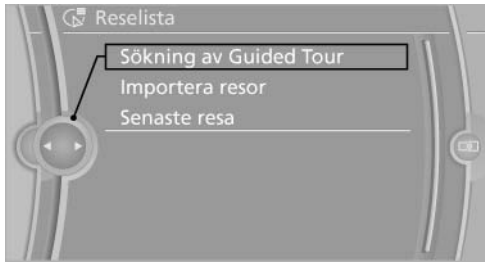 Reselista
Sökning av Guided Tour
Importera resor
Senaste resa